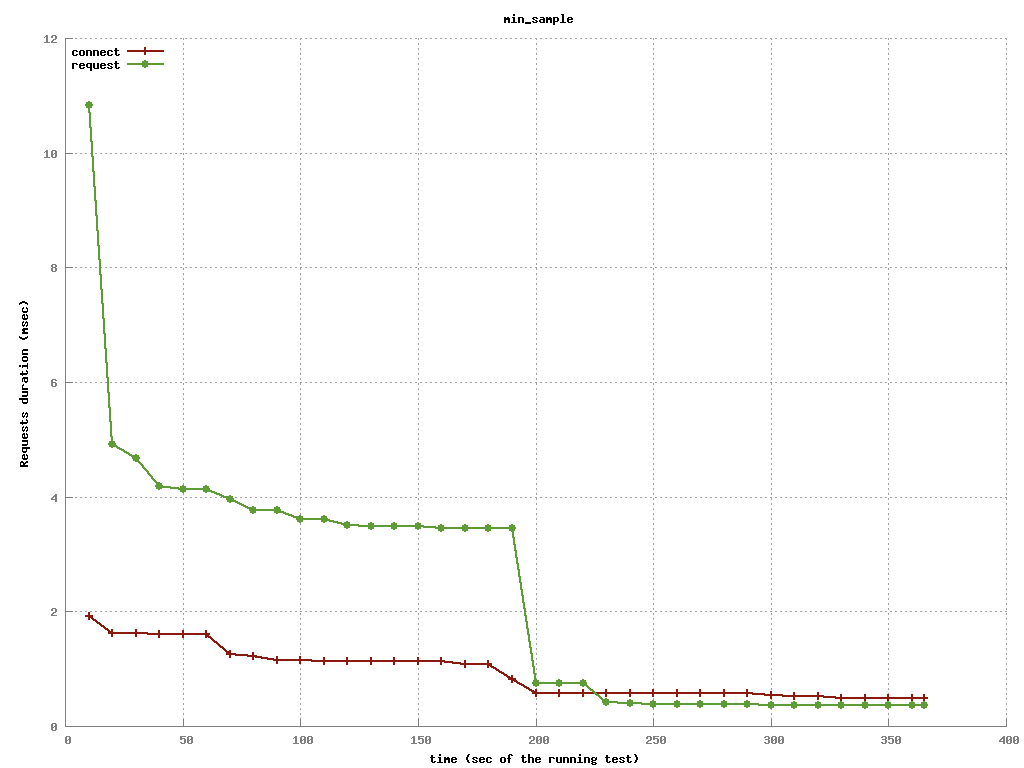 min_sample
12
connect
request
10
8
6
4
2
0
Requests duration (msec)
0 50 100 150 200 250 300 350 400
time (sec of the running test)